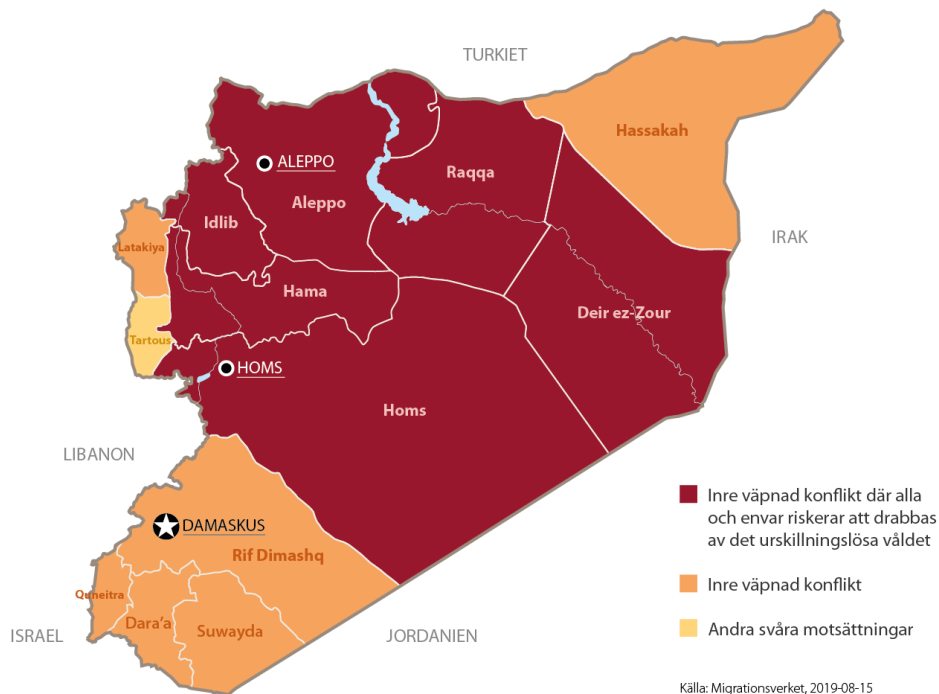 TURKIET
Hassakah
ALEPPO
Raqqa
Aleppo
Idlib
IRAK
Latakiya
Hama
Deir ez-Zour
Tartous
HOMS
Homs
LIBANON
DAMASKUS
Rif Dimashq
Quneitra
Dara'a
Suwayda
ISRAEL
JORDANIEN
Inre väpnad konflikt där alla
och envar riskerar att drabbas
av det urskillningslösa våldet
Inre väpnad konflikt
Andra svåra motsättningar
Källa: Migrationsverket, 2019-08-15